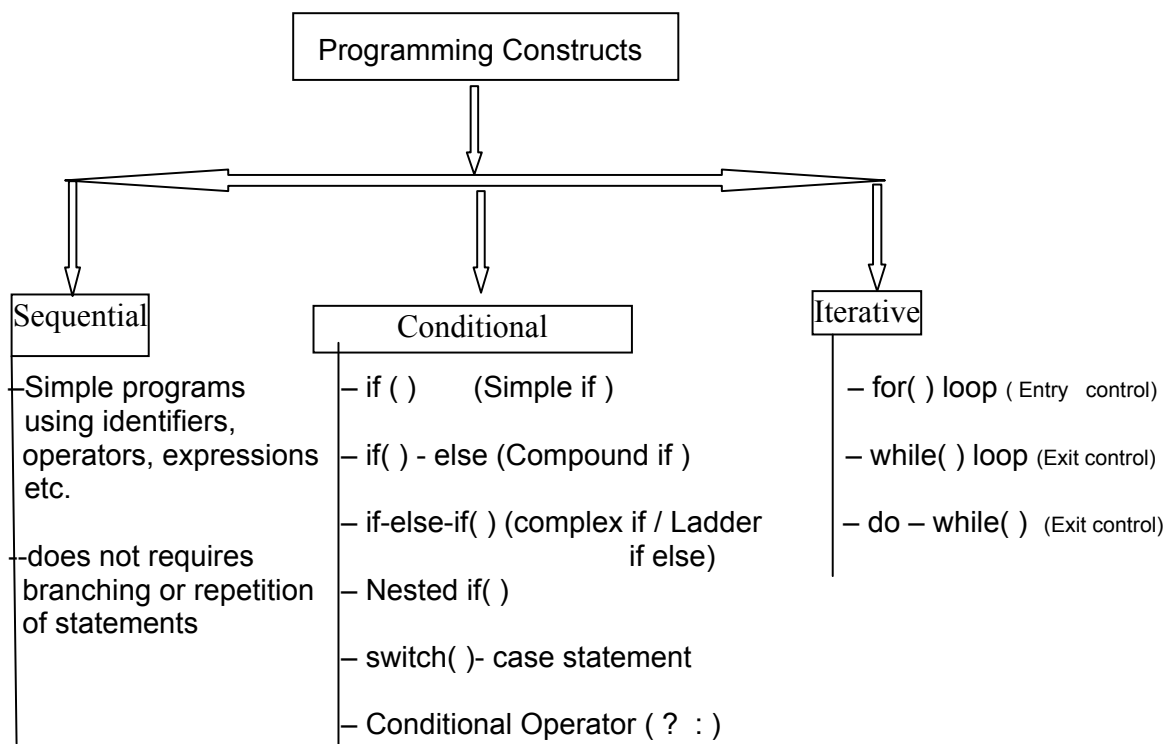 Programming Constructs
Sequential
–Simple programs
using identifiers,
operators, expressions
etc.
--does not requires
branching or repetition
of statements
Conditional
– if ( ) (Simple if )
– if( ) - else (Compound if )
– if-else-if( ) (complex if / Ladder
if else)
– Nested if( )
– switch( )- case statement
– Conditional Operator ( ? : )
Iterative
– for( ) loop ( Entry control)
– while( ) loop (Exit control)
– do – while( ) (Exit control)